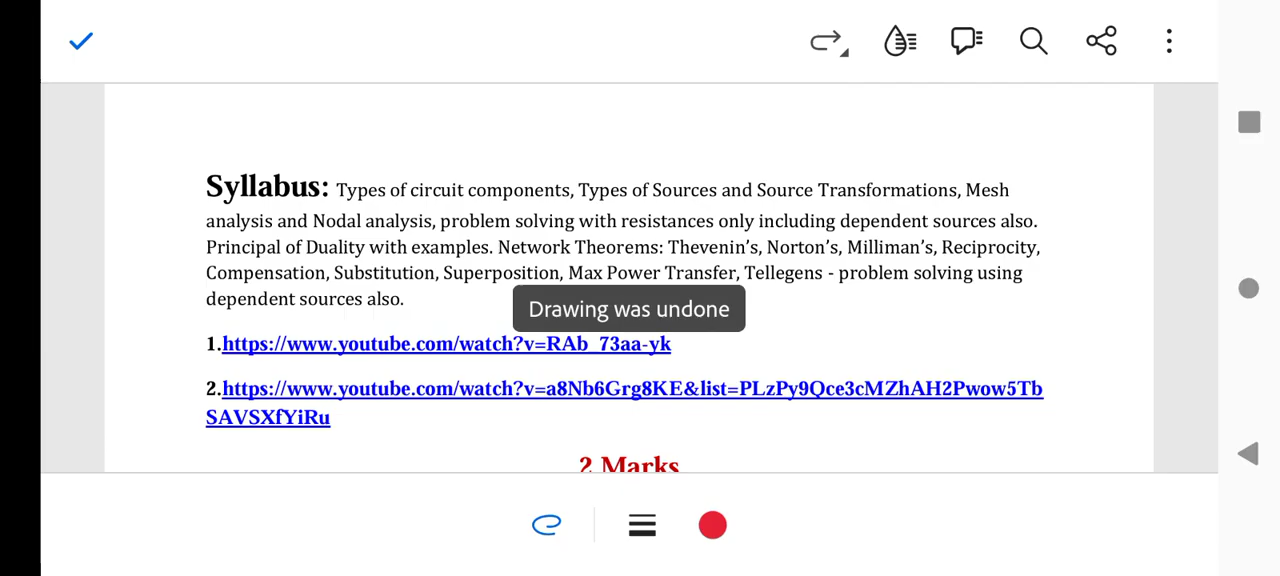 Syllabus: Types of circuit components, Types of Sources and Source Transformations, Mesh
analysis and Nodal analysis, problem solving with resistances only including dependent sources also.
Principal of Duality with examples. Network Theorems: Thevenin's, Norton's, Milliman's, Reciprocity,
Compensation, Substitution, Superposition, Max Power Transfer, Tellegens - problem solving using
dependent sources also.
Drawing was undone
1.https://www.youtube.com/watch?v=RAb_73aa-yk
2.https://www.youtube.com/watch?v=a8Nb6Grg8KE&list=PLzPy9Qce3cMZhAH2Pwow5Tb
SAVSXfYiRu
2 Marks